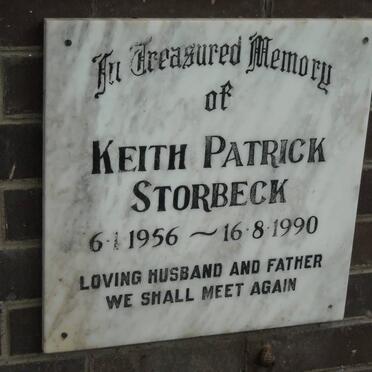 In Treasured Memory
of
KEITH PATRICK
STORBECK
6·1·1956 ~ 16·8·1990
LOVING HUSBAND AND FATHER
WE SHALL MEET AGAIN